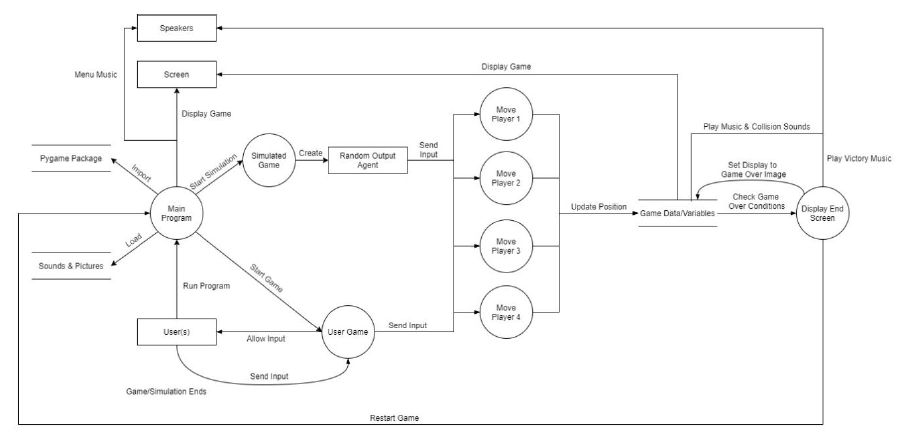 Speakers
Menu Music
Screen
Display Game
Display Game
Pygame Package
Import
Start Simulation
Simulated
Game
Create
Random Output
Agent
Send
Input
Move
Player 1
Move
Player 2
Move
Player 3
Move
Player 4
Play Music & Collision Sounds
Play Victory Music
Set Display to
Game Over Image
Update Position
Game Data/Variables
Check Game
Over Conditions
Display End
Screen
Main
Program
Load
Sounds & Pictures
Start Game
Run Program
User(s)
Allow Input
User Game
Send Input
Send Input
Game/Simulation Ends
Restart Game